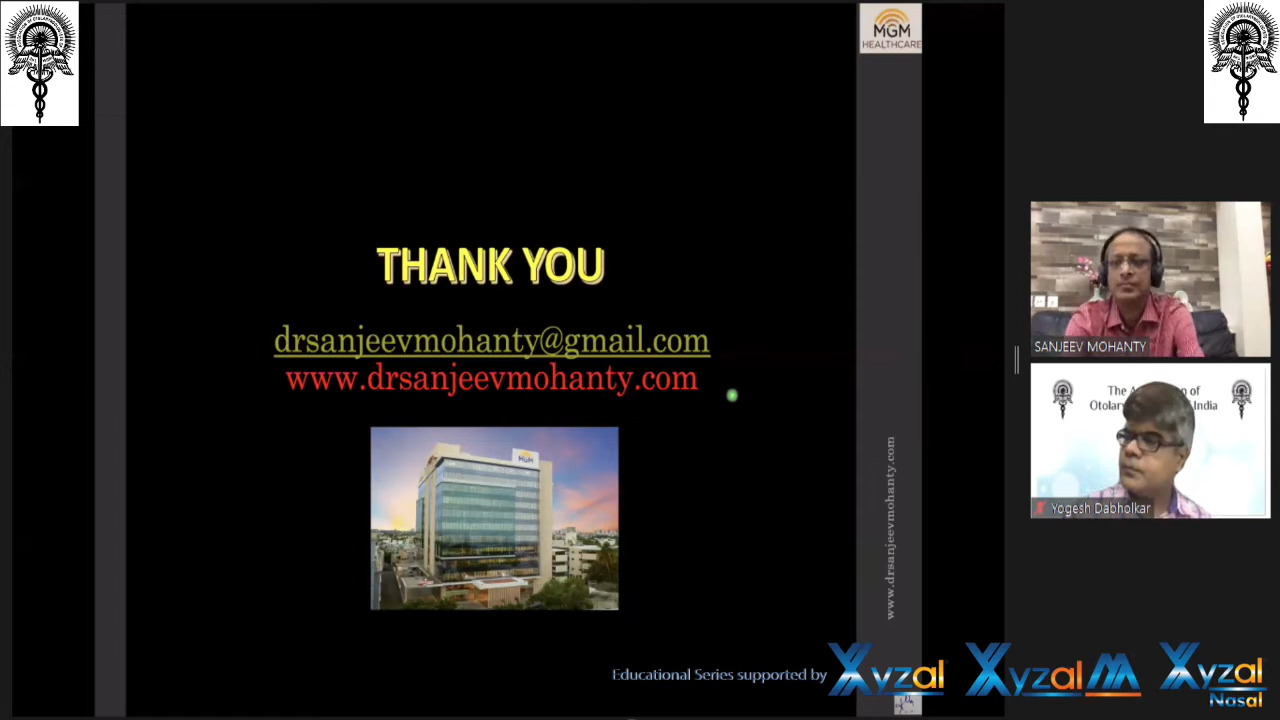 MGM
HEALTHCARE
THANK YOU
drsanjeevmohanty@gmail.com
www.drsanjeevmohanty.com
MGM
www.drsanjeevmohanty.com
SANJEEV MOHANTY
The
of
India
Yogesh Dabholkar
Educational Series supported by
Xyzal
Xyzal M
Xyzal
Nasal